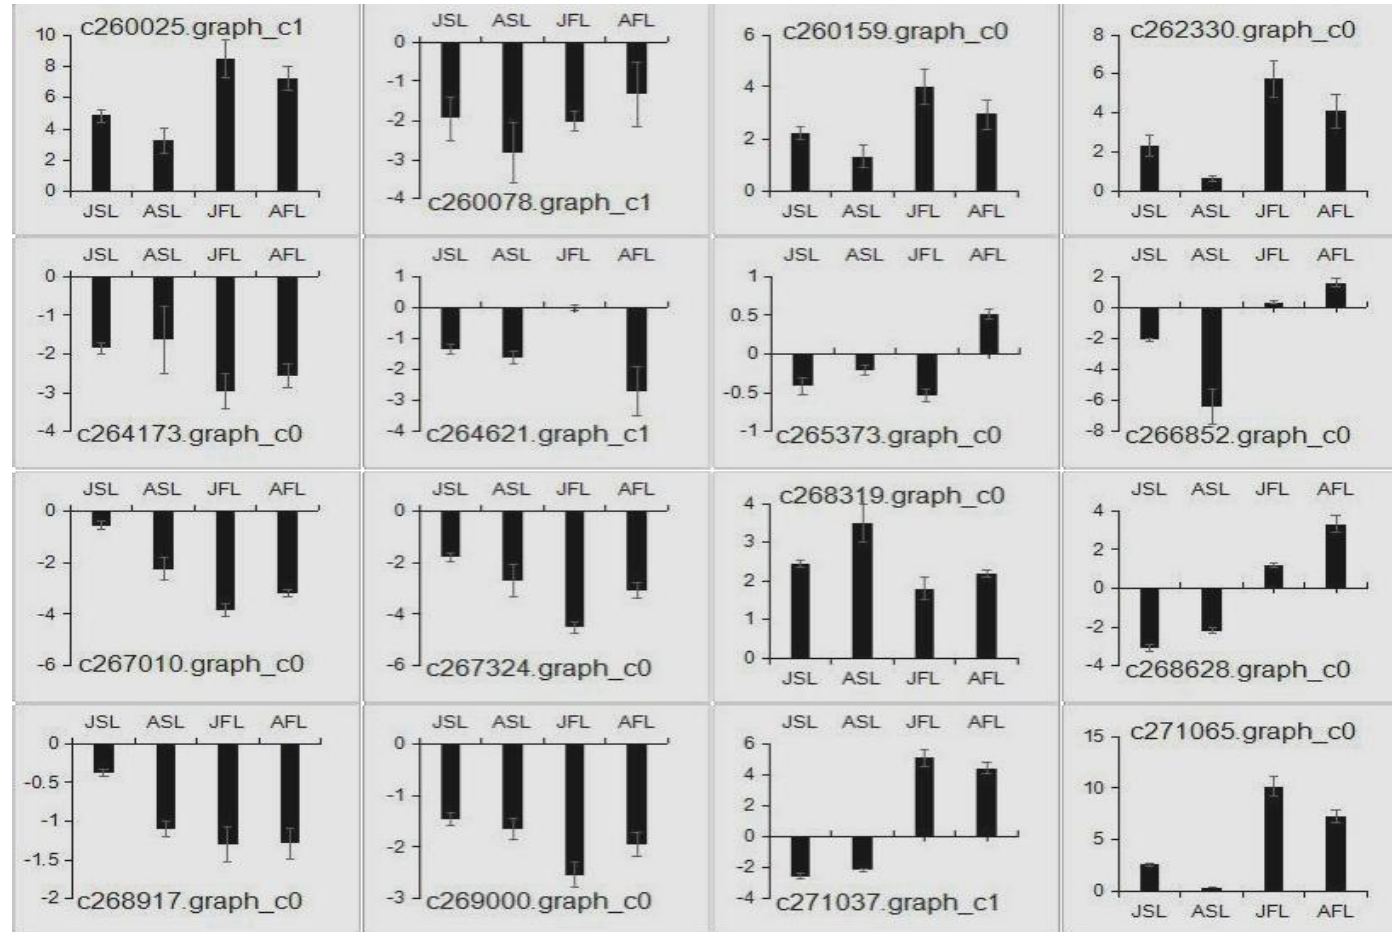 c260025.graph_c1
10
8
6
4
2
0
JSL ASL JFL AFL
JSL ASL JFL AFL
0
-1
-2
-3
-4
c260078.graph_c1
c260159.graph_c0
6
4
2
0
JSL ASL JFL AFL
c262330.graph_c0
8
6
4
2
0
JSL ASL JFL AFL
JSL ASL JFL AFL
0
-1
-2
-3
-4
c264173.graph_c0
JSL ASL JFL AFL
1
0
-1
-2
-3
-4
c264621.graph_c1
JSL ASL JFL AFL
1
0.5
0
-0.5
-1
c265373.graph_c0
JSL ASL JFL AFL
2
0
-2
-4
-6
-8
c266852.graph_c0
JSL ASL JFL AFL
0
-2
-4
-6
c267010.graph_c0
JSL ASL JFL AFL
0
-2
-4
-6
c267324.graph_c0
c268319.graph_c0
4
3
2
1
0
JSL ASL JFL AFL
JSL ASL JFL AFL
4
2
0
-2
-4
c268628.graph_c0
JSL ASL JFL AFL
0
-0.5
-1
-1.5
-2
c268917.graph_c0
JSL ASL JFL AFL
0
-1
-2
-3
c269000.graph_c0
JSL ASL JFL AFL
6
4
2
0
-2
-4
c271037.graph_c1
15
c271065.graph_c0
10
5
0
JSL ASL JFL AFL